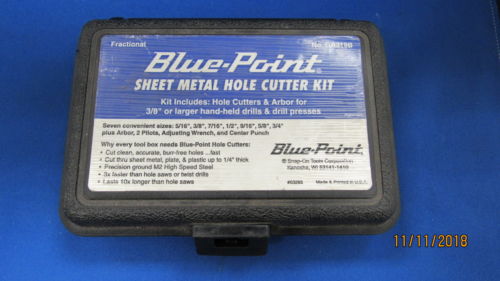 Fractional
Blue-Point
SHEET METAL HOLE CUTTER KIT
Kit Includes: Hole Cutters & Arbor for
3/8" or larger hand-held drills & drill presses
Seven convenient sizes: 5/16", 3/8", 7/16", 1/2", 9/16", 5/8", 3/4"
plus Arbor, 2 Pilots, Adjusting Wrench, and Center Punch
Why every tool box needs Blue-Point Hole Cutters:
• Cut clean, accurate, burr-free holes ...fast
• Cut thru sheet metal, plate, & plastic up to 1/4" thick
• Precision ground M2 High Speed Steel
• 3x faster than hole saws or twist drills
• Lasts 10x longer than hole saws
Blue-Point
© Snap-On Tools Corporation
Kenosha, WI 53141-1410
Made & Printed in U.S.A.
11/11/2018